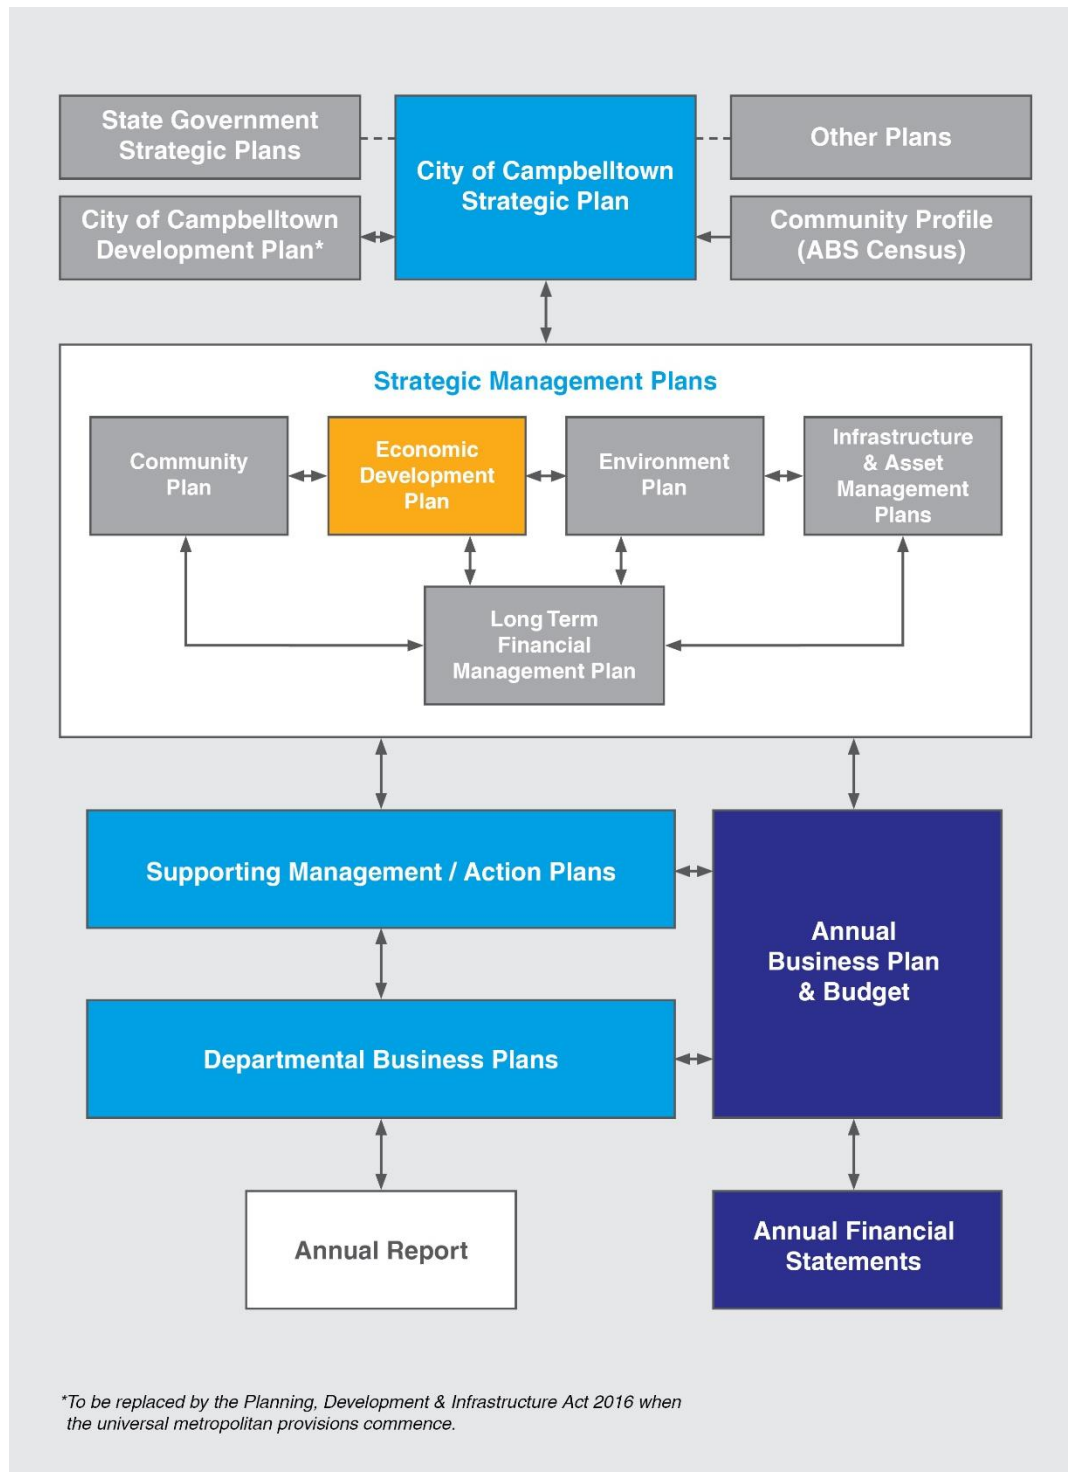 State Government
Strategic Plans
City of Campbelltown
Strategic Plan
Other Plans
City of Campbelltown
Development Plan*
Community Profile
(ABS Census)
Strategic Management Plans
Community
Plan
Economic
Development
Plan
Environment
Plan
Infrastructure
& Asset
Management
Plans
Long Term
Financial
Management Plan
Supporting Management / Action Plans
Annual
Business Plan
& Budget
Departmental Business Plans
Annual Report
Annual Financial
Statements
*To be replaced by the Planning, Development & Infrastructure Act 2016 when
the universal metropolitan provisions commence.